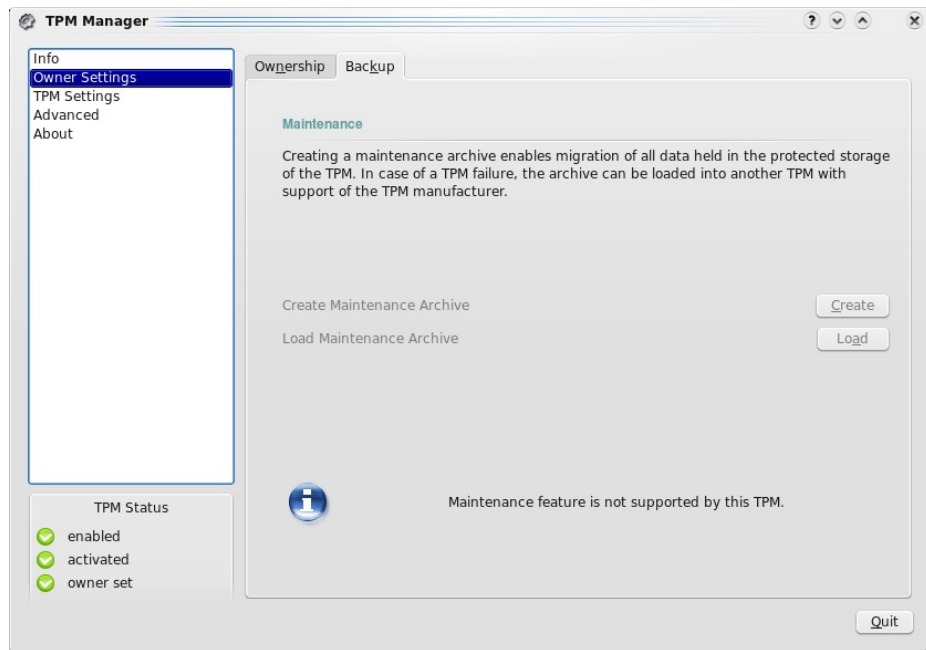 TPM Manager
Info
Owner Settings
TPM Settings
Advanced
About
Ownership
Backup
Maintenance
Creating a maintenance archive enables migration of all data held in the protected storage
of the TPM. In case of a TPM failure, the archive can be loaded into another TPM with
support of the TPM manufacturer.
Create Maintenance Archive
Create
Load Maintenance Archive
Load
Maintenance feature is not supported by this TPM.
TPM Status
enabled
activated
owner set
Quit